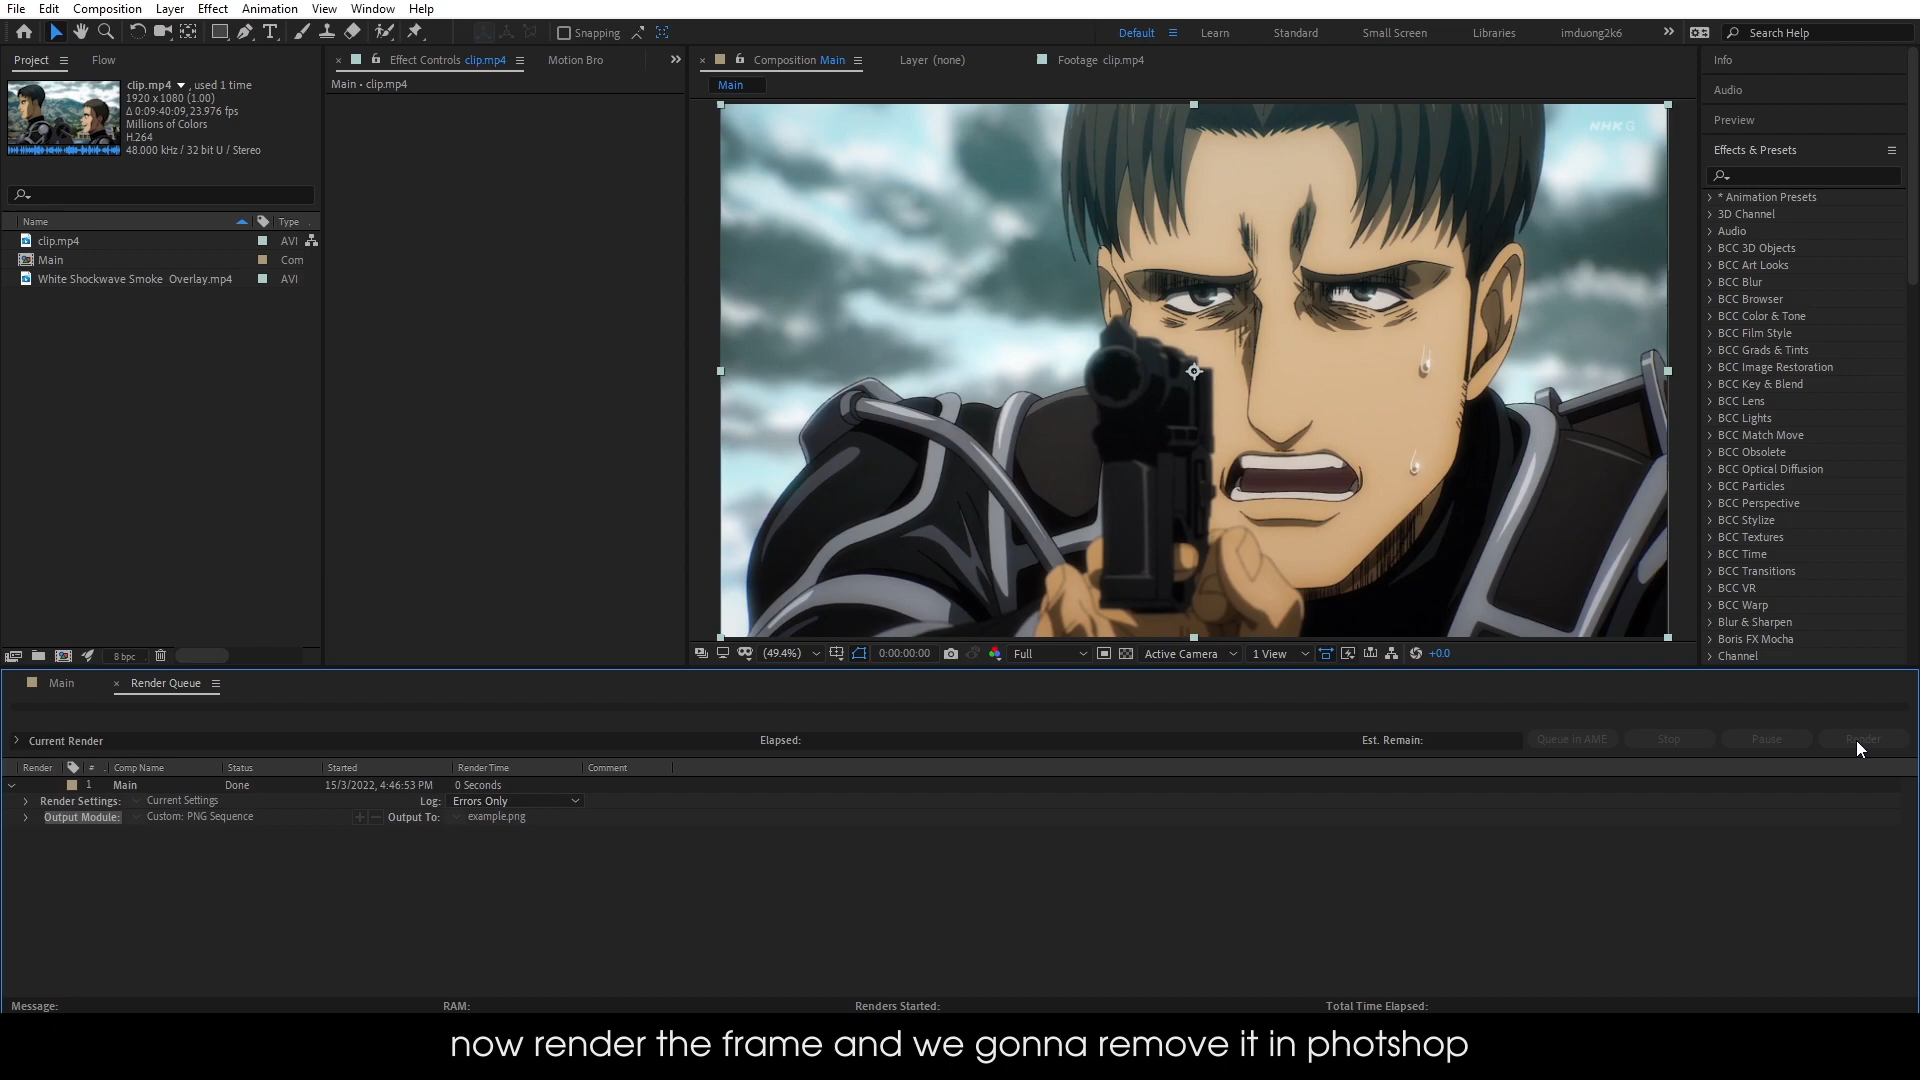 File Edit Composition Layer Effect Animation View Window Help
Snapping
Default Learn Standard Small Screen Libraries imduong2k6 Search Help
Project Flow
clip.mp4 , used 1 time
1920 x 1080 (1.00)
Δ 0:09:40:09, 23.976 fps
Millions of Colors
H.264
48.000 kHz / 32 bit U / Stereo
Name Type
clip.mp4 AVI
Main Com
White Shockwave Smoke Overlay.mp4 AVI
8 bpc
Effect Controls clip.mp4 Motion Bro
Main • clip.mp4
Composition Main Layer (none) Footage clip.mp4
Main
NHK G
(49.4%) 0:00:00:00 Full Active Camera 1 View +0.0
Info
Audio
Preview
Effects & Presets
* Animation Presets
3D Channel
Audio
BCC 3D Objects
BCC Art Looks
BCC Blur
BCC Browser
BCC Color & Tone
BCC Film Style
BCC Grads & Tints
BCC Image Restoration
BCC Key & Blend
BCC Lens
BCC Lights
BCC Match Move
BCC Obsolete
BCC Optical Diffusion
BCC Particles
BCC Perspective
BCC Stylize
BCC Textures
BCC Time
BCC Transitions
BCC VR
BCC Warp
Blur & Sharpen
Boris FX Mocha
Channel
Main Render Queue
Current Render Elapsed: Est. Remain: Queue in AME Stop Pause Render
Render # Comp Name Status Started Render Time Comment
1 Main Done 15/3/2022, 4:46:53 PM 0 Seconds
Render Settings: Current Settings Log: Errors Only
Output Module: Custom: PNG Sequence Output To: example.png
Message: RAM: Renders Started: Total Time Elapsed:
now render the frame and we gonna remove it in photshop